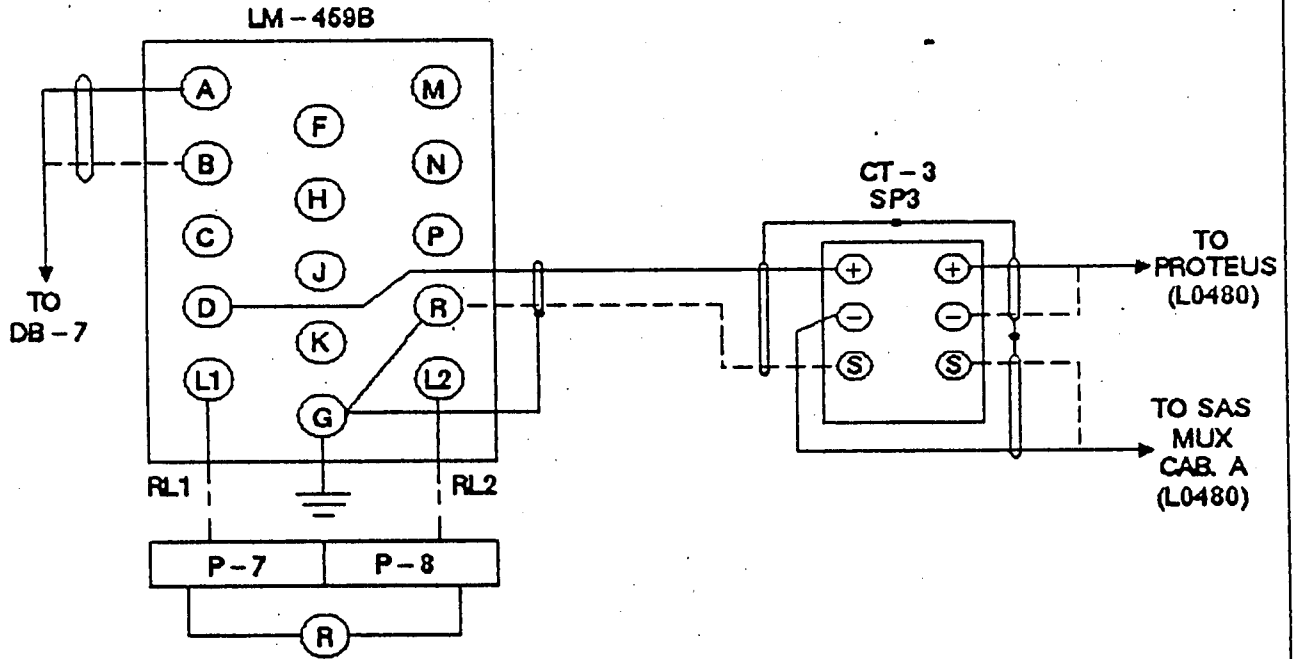 LM-459B
A
M
F
B
N
H
C
P
J
D
R
K
L1
L2
G
TO
DB-7
RL1
RL2
P-7
P-8
R
CT-3
SP3
+
+
-
-
S
S
TO
PROTEUS
(L0480)
TO SAS
MUX
CAB. A
(L0480)